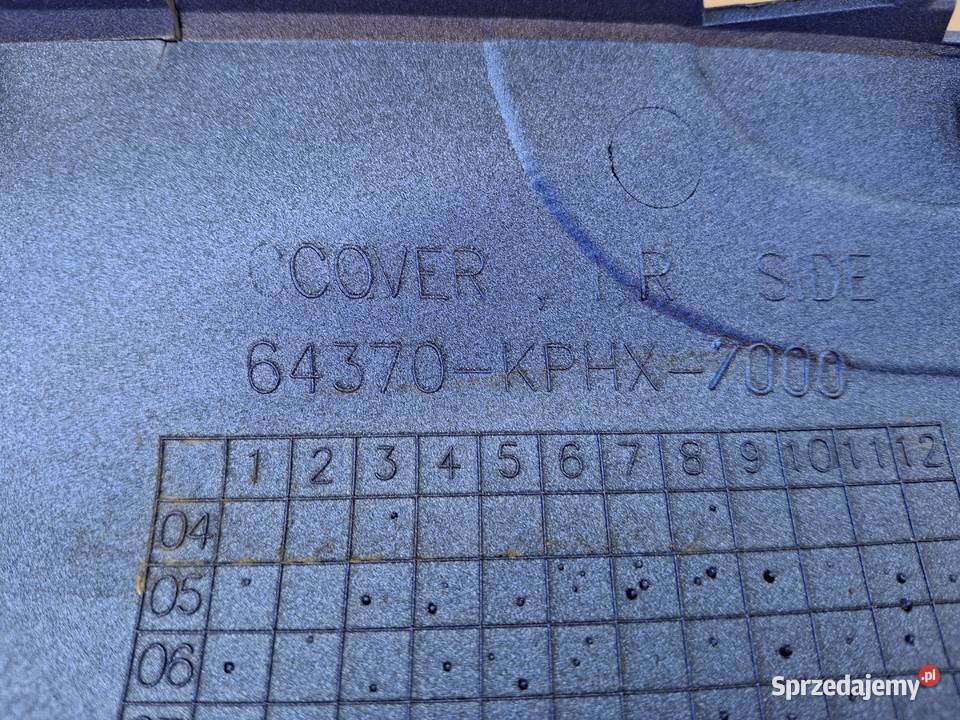 COVER , R SIDE
64370-KPHX-7000
1 2 3 4 5 6 7 8 9 10 11 12
04
05
06
Sprzedajemy.pl